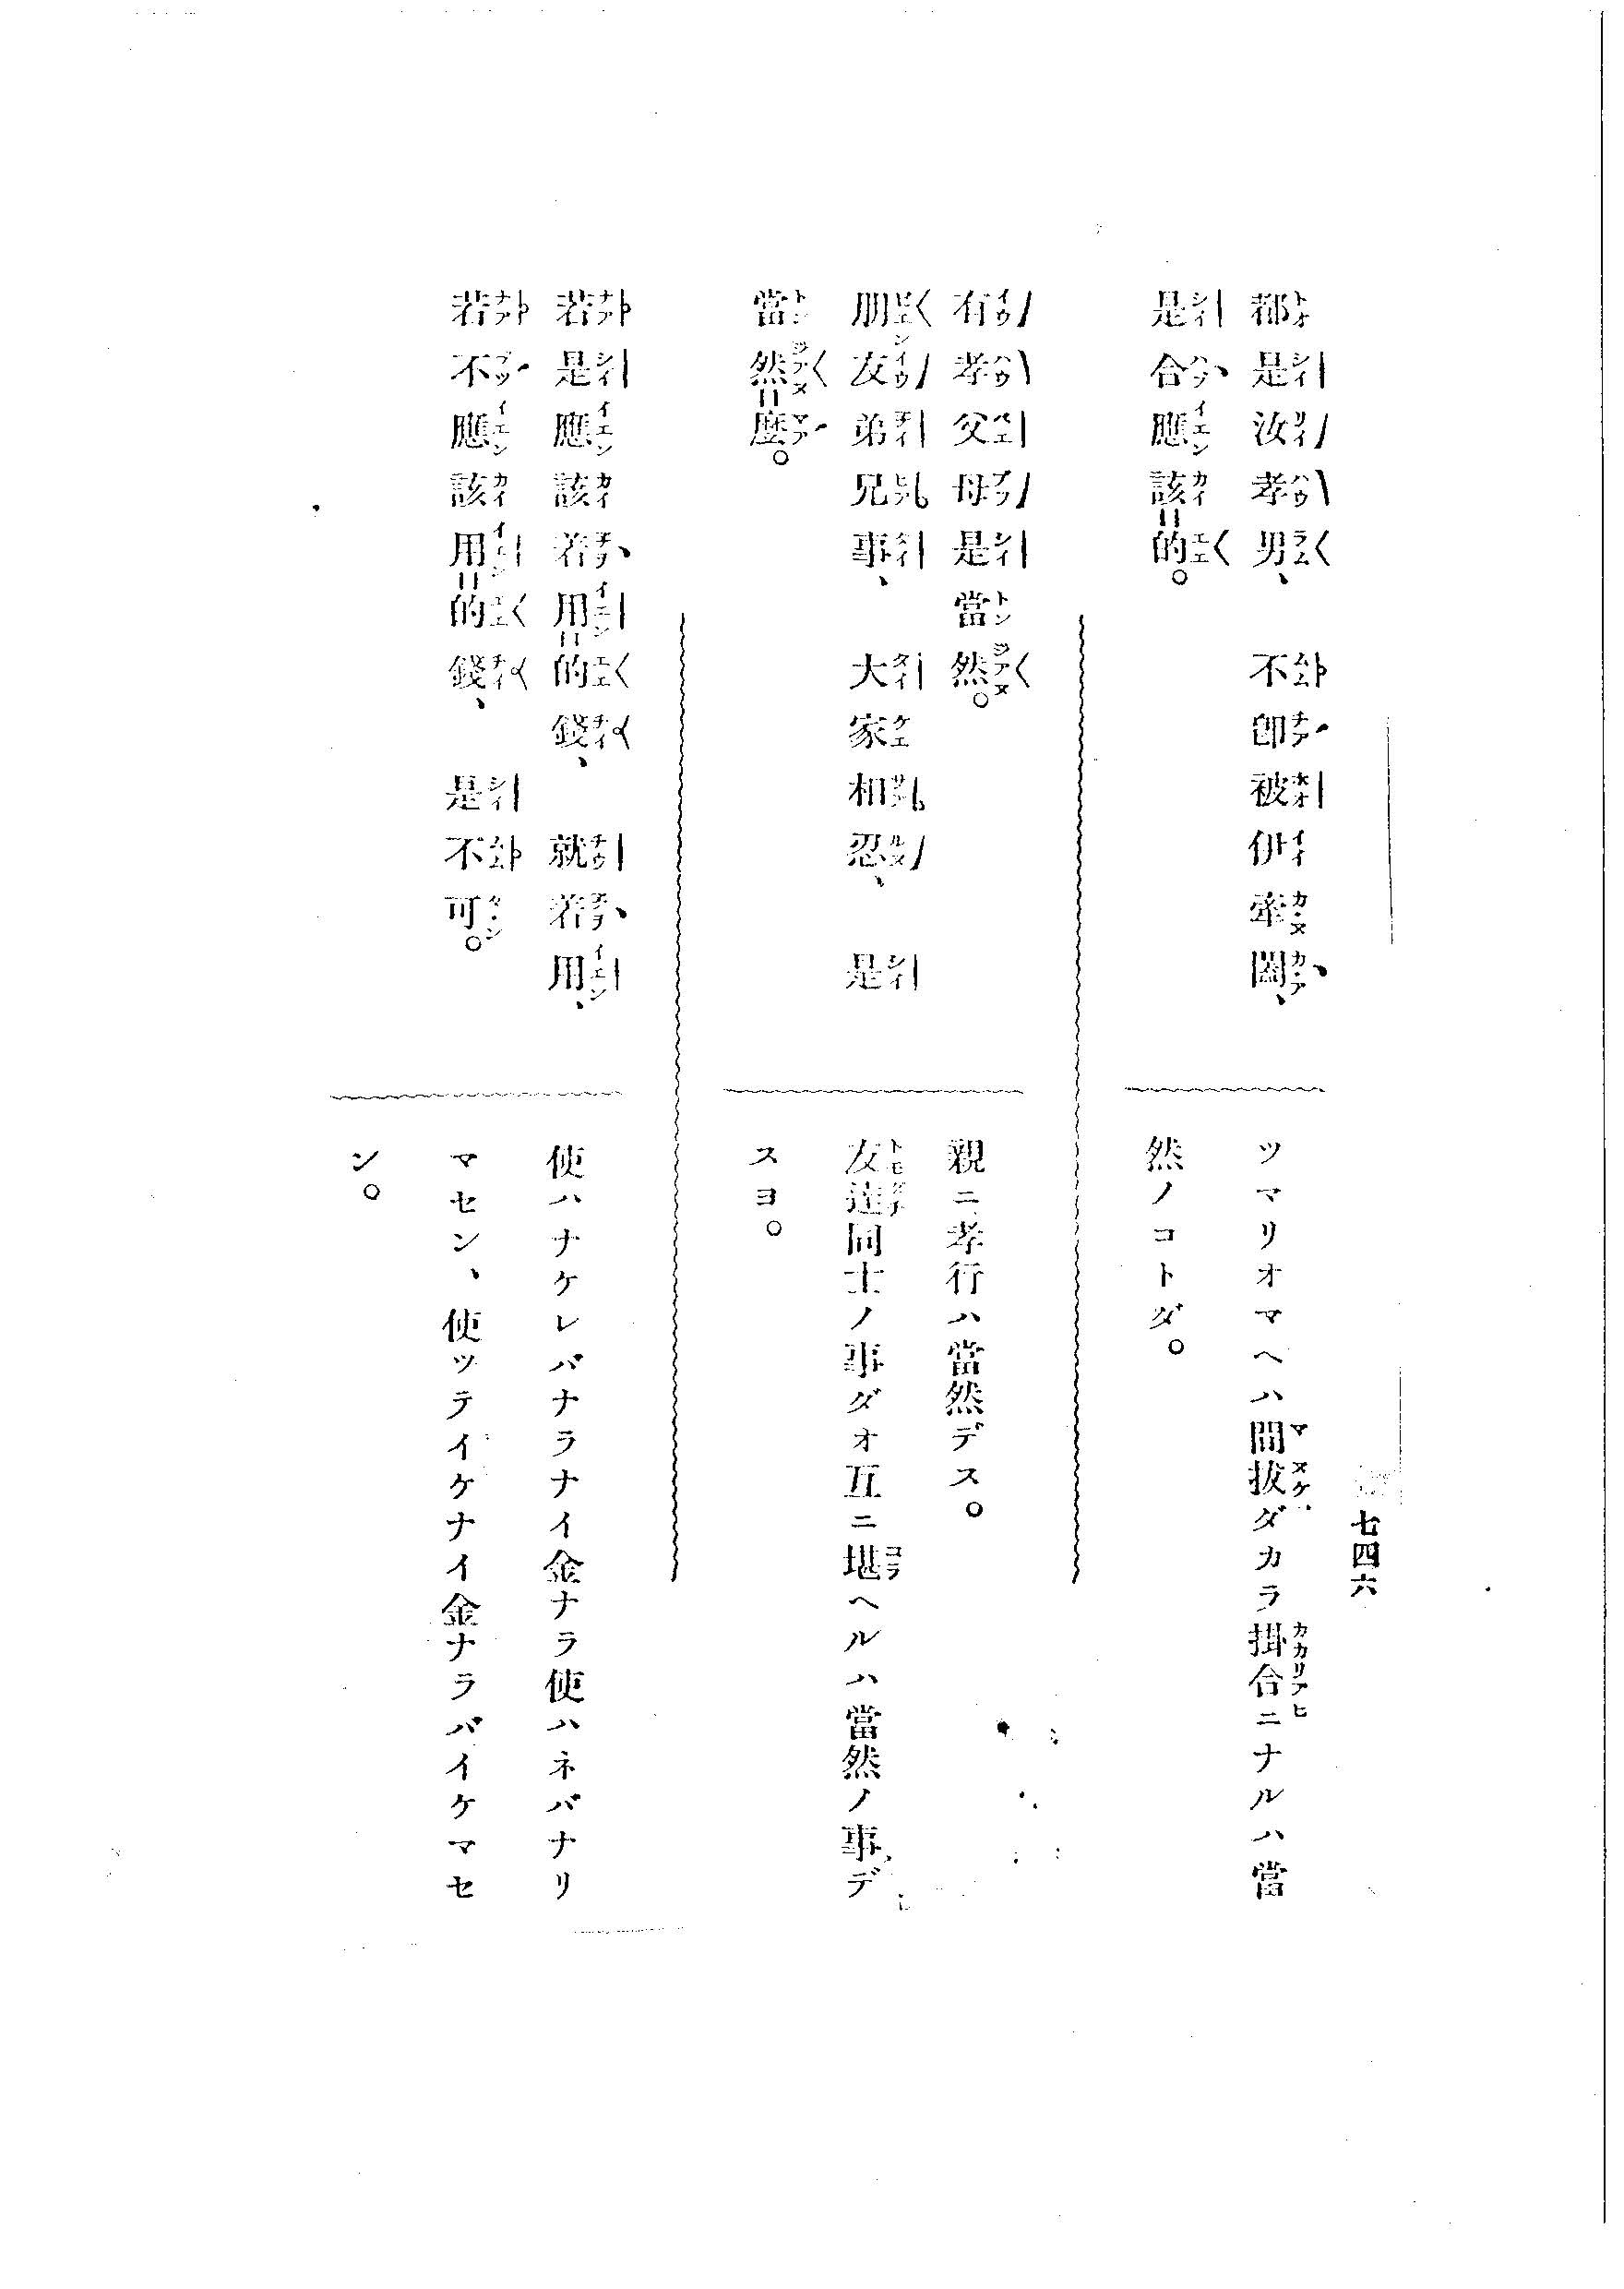 七四六
都是汝孝男、不卽被伊牽闔、
是合應該=的。
ツマリオマヘハ間拔ダカラ掛合ニナルハ當
然ノコトダ。
有孝父母是當然。
朋友弟兄事、大家相忍、是
當然=麼。
親ニ孝行ハ當然デス。
友達同士ノ事ダオ互ニ堪ヘルハ當然ノ事デ
スヨ。
若是應該着用=的錢、就着用、
若不應該用=的錢、是不可。
使ハナケレバナラナイ金ナラ使ハネバナリ
マセン、使ツテイケナイ金ナラバイケマセ
ン。